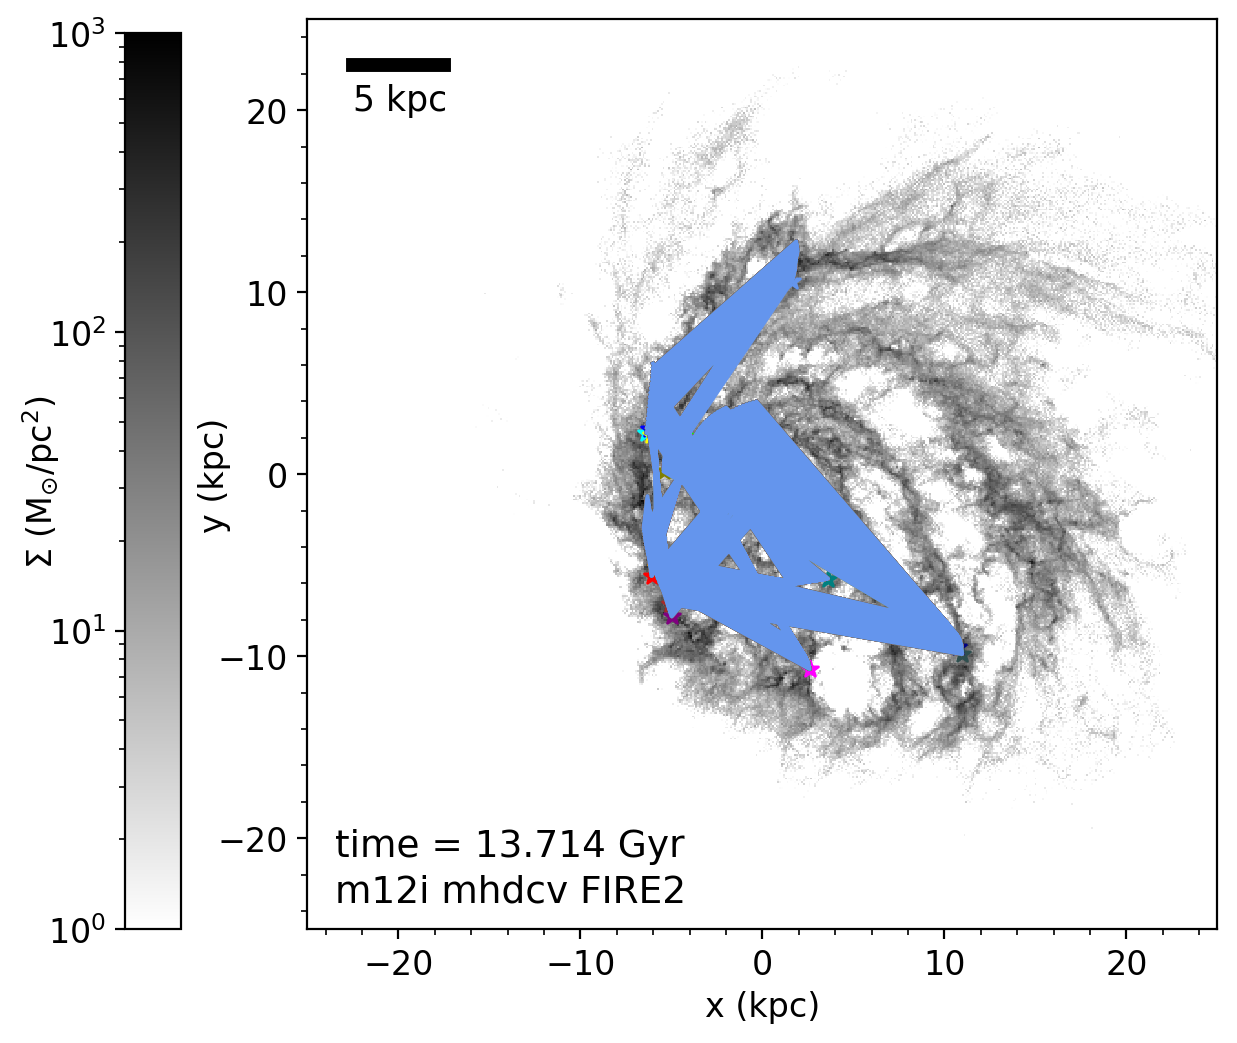 10³
10²
10¹
10⁰
Σ (M☉/pc²)
y (kpc)
20
10
0
−10
−20
5 kpc
time = 13.714 Gyr
m12i mhdcv FIRE2
−20 −10 0 10 20
x (kpc)